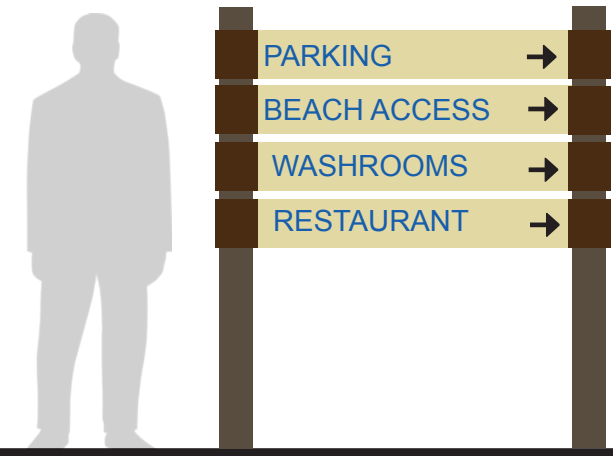 PARKING →
BEACH ACCESS →
WASHROOMS →
RESTAURANT →